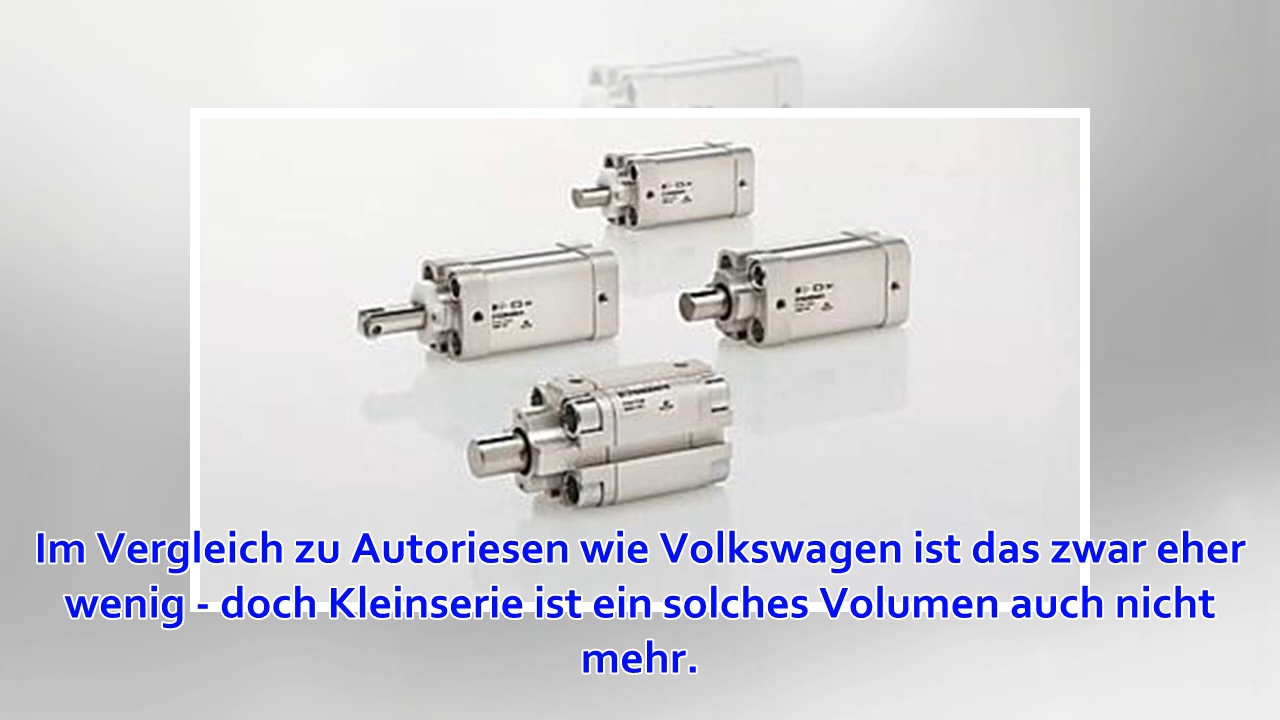 Im Vergleich zu Autoriesen wie Volkswagen ist das zwar eher
wenig - doch Kleinserie ist ein solches Volumen auch nicht
mehr.